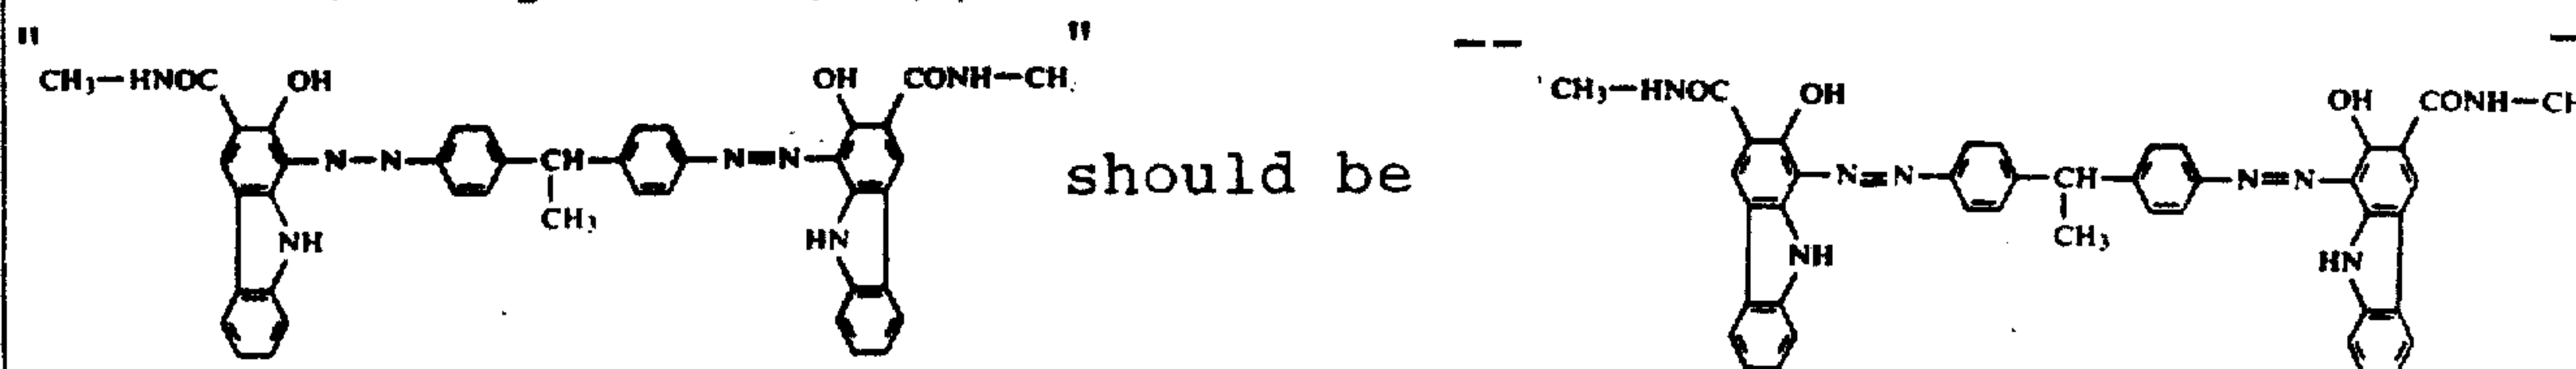 " " -- -
CH₃-HNOC OH OH CONH-CH CH₃-HNOC OH OH CONH-CH
N-N CH N=N should be N=N CH N=N
CH₃ CH₃
NH HN NH HN